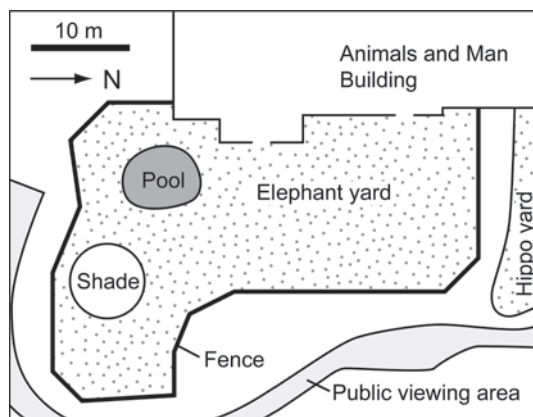 10 m
N
Animals and Man
Building
Pool
Elephant yard
Shade
Hippo yard
Fence
Public viewing area